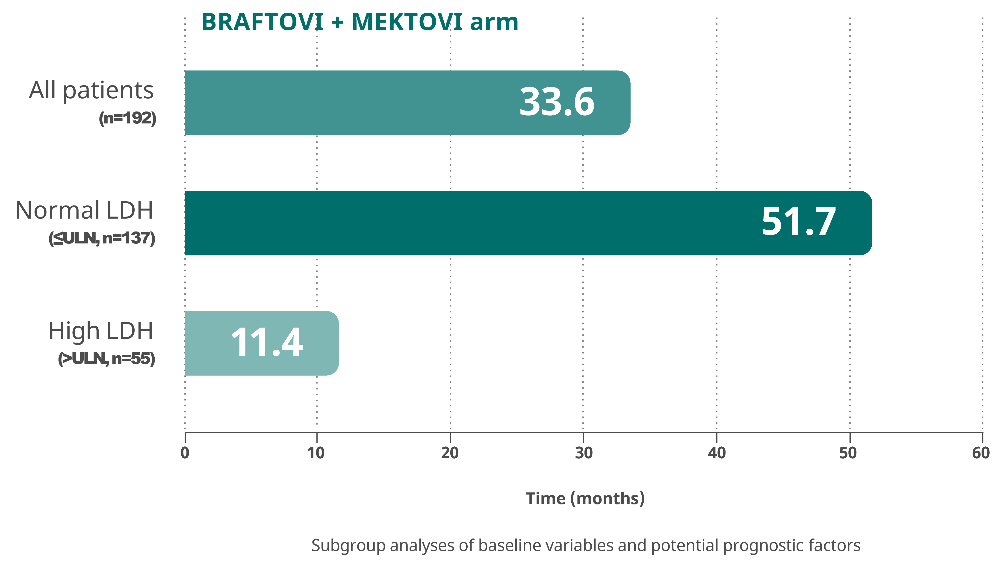 BRAFTOVI + MEKTOVI arm
All patients
(n=192)
33.6
Normal LDH
(≤ULN, n=137)
51.7
High LDH
(>ULN, n=55)
11.4
0 10 20 30 40 50 60
Time (months)
Subgroup analyses of baseline variables and potential prognostic factors